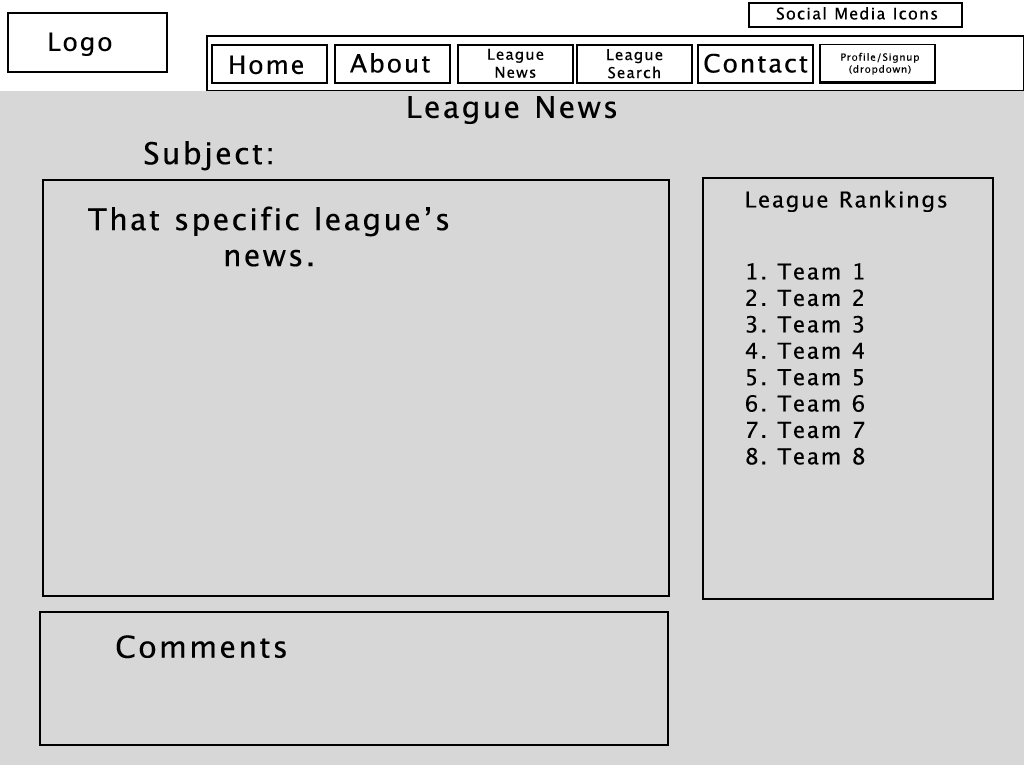 Social Media Icons
Logo
Home
About
League
News
League
Search
Contact
Profile/Signup
(dropdown)
League News
Subject:
That specific league’s
news.
League Rankings
1. Team 1
2. Team 2
3. Team 3
4. Team 4
5. Team 5
6. Team 6
7. Team 7
8. Team 8
Comments